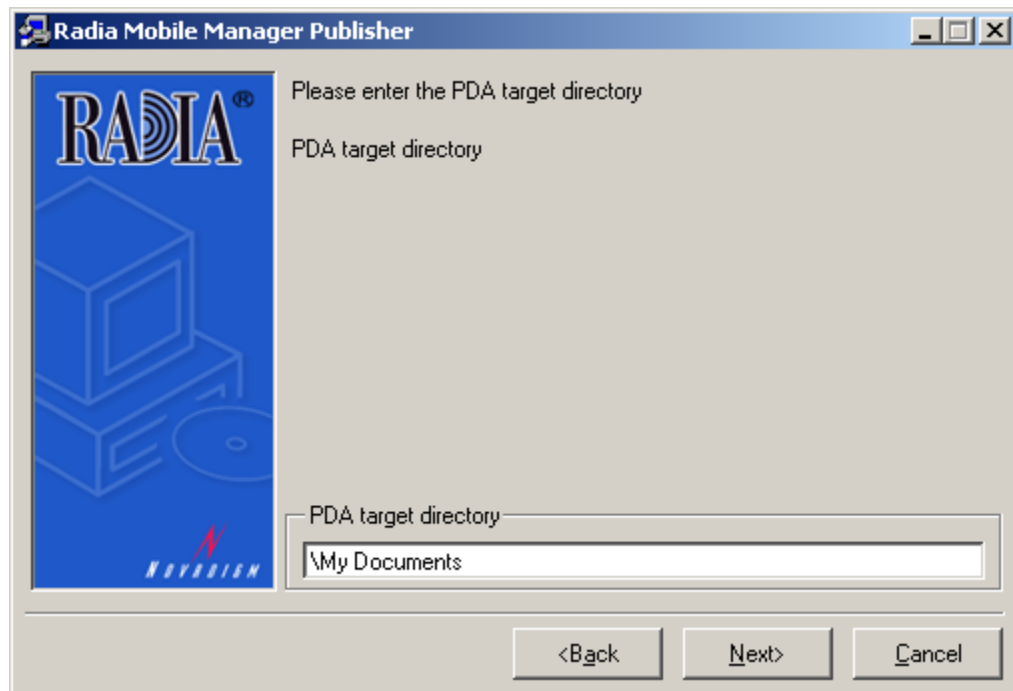 Radia Mobile Manager Publisher
RADIA®
Please enter the PDA target directory
PDA target directory
PDA target directory
\My Documents
NOVADIGM
<Back
Next>
Cancel